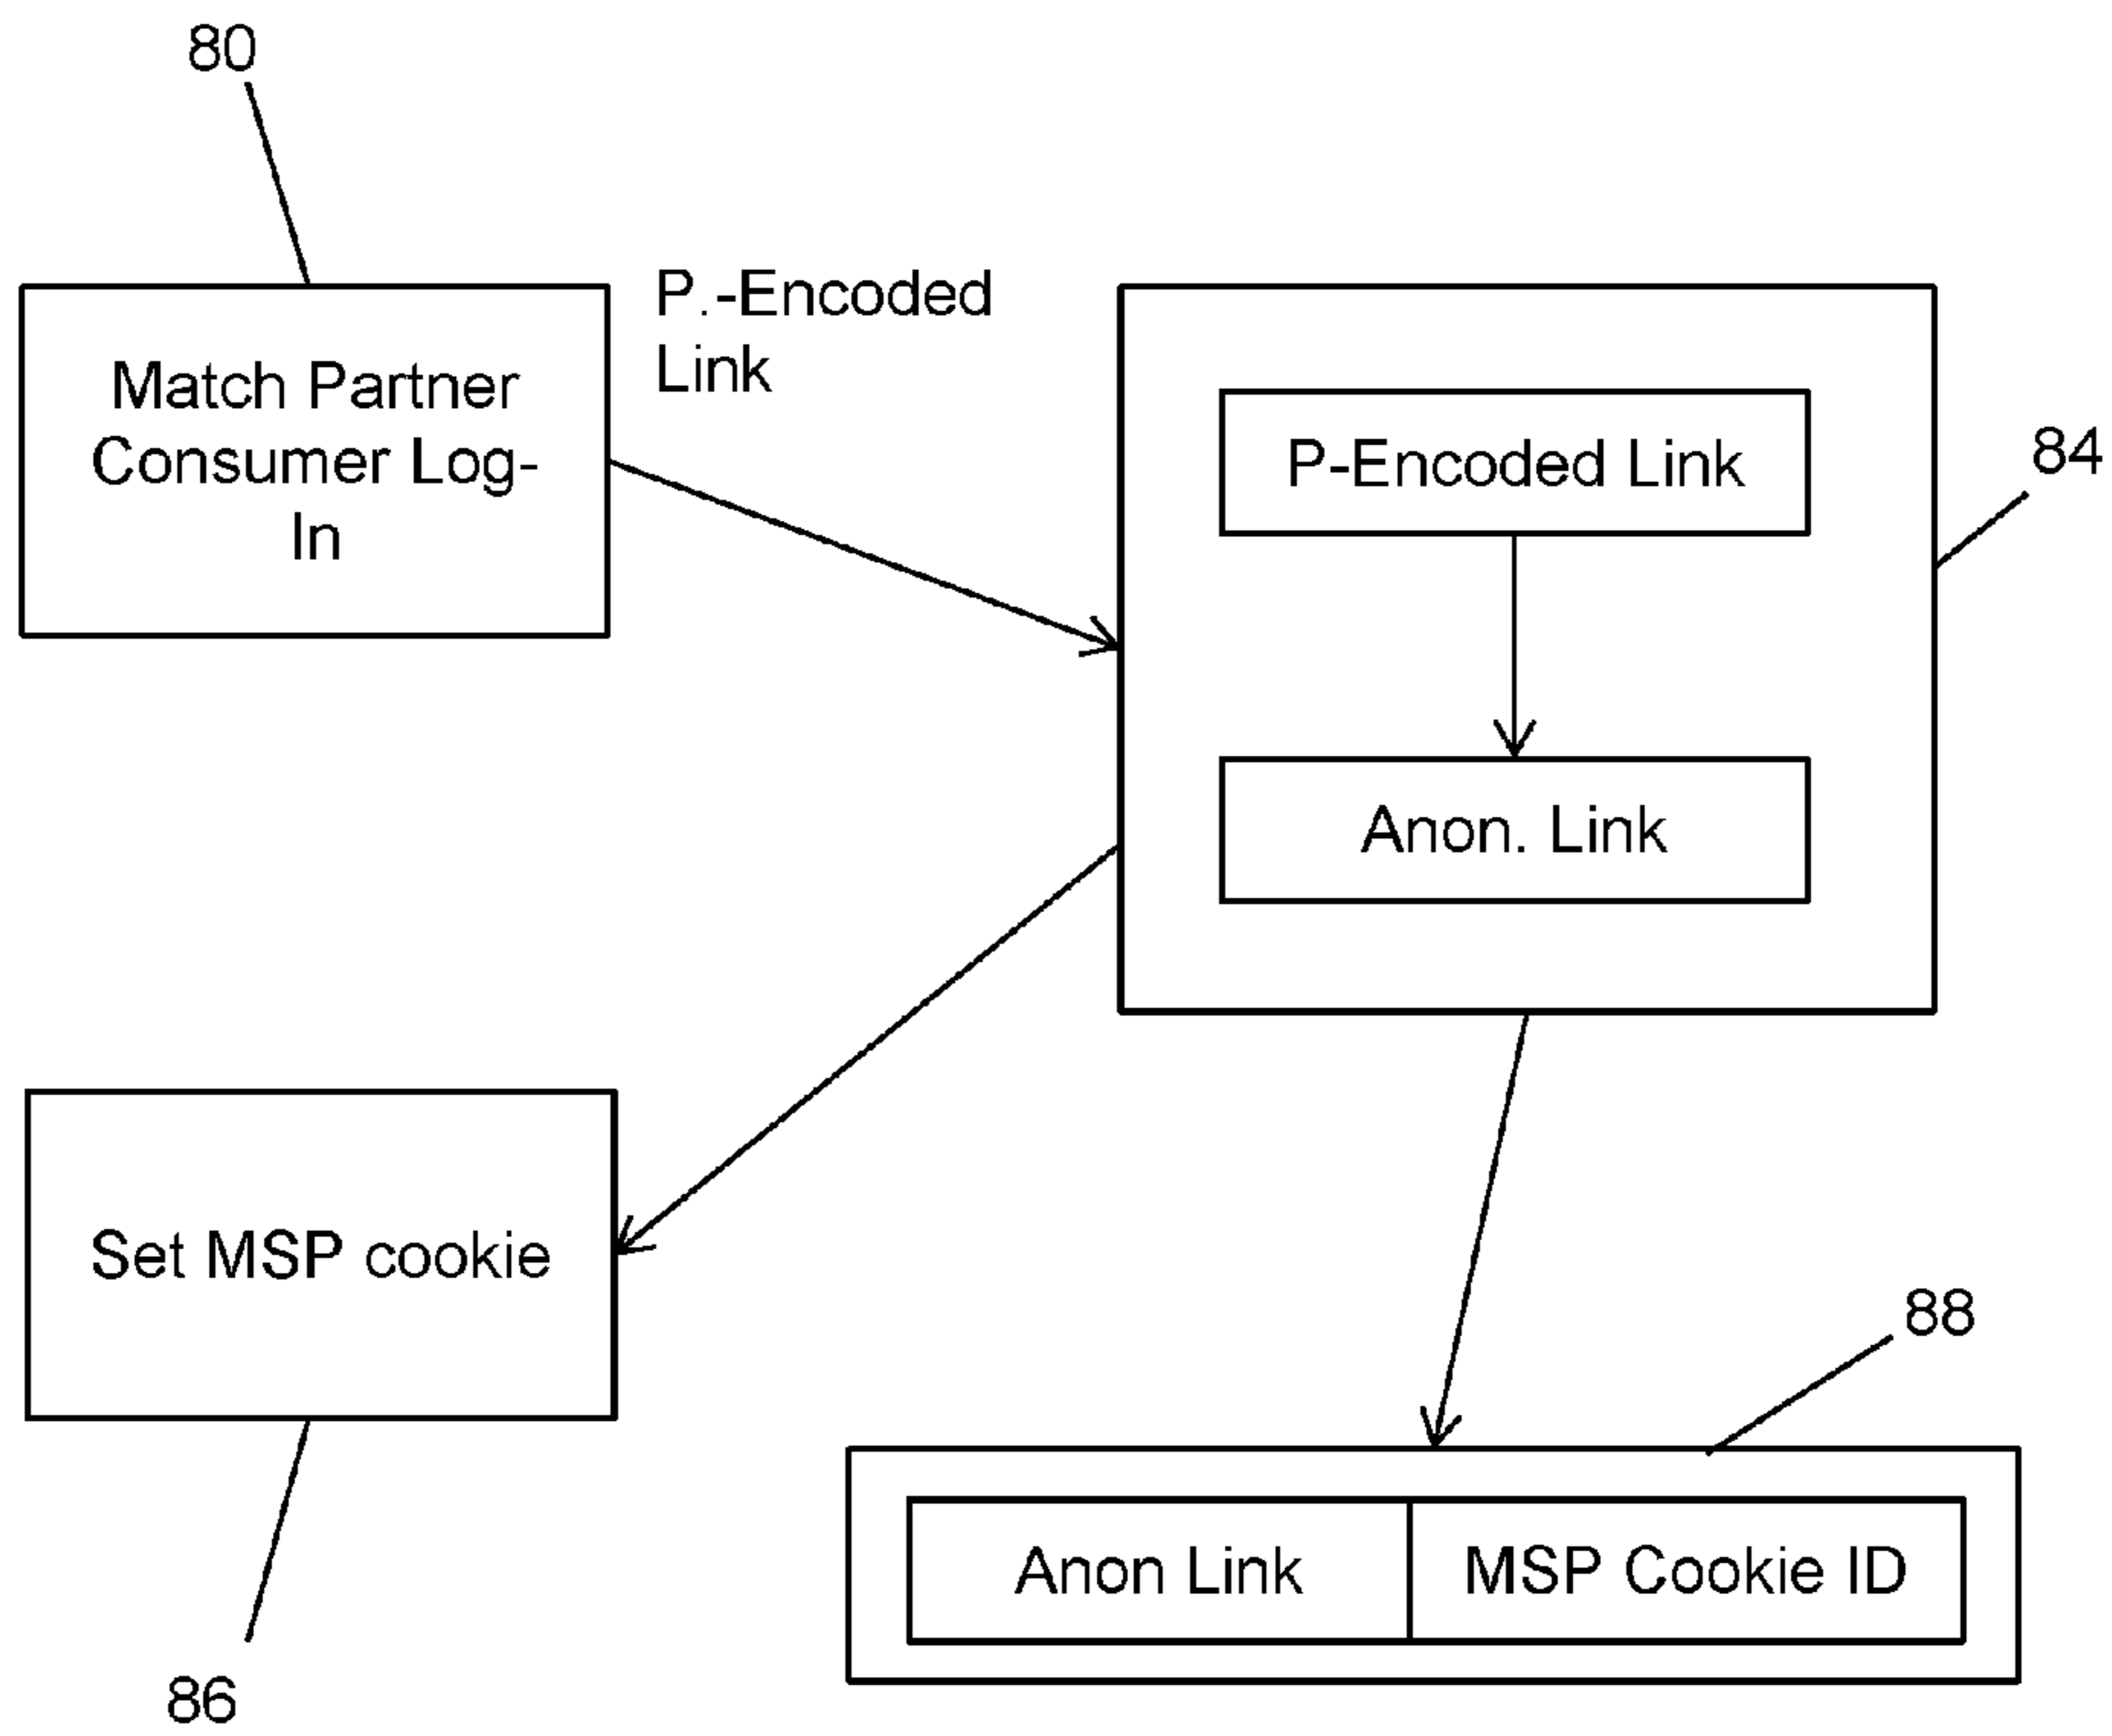 80
P.-Encoded
Link
Match Partner
Consumer Log-
In
P-Encoded Link
84
Anon. Link
Set MSP cookie
88
Anon Link
MSP Cookie ID
86